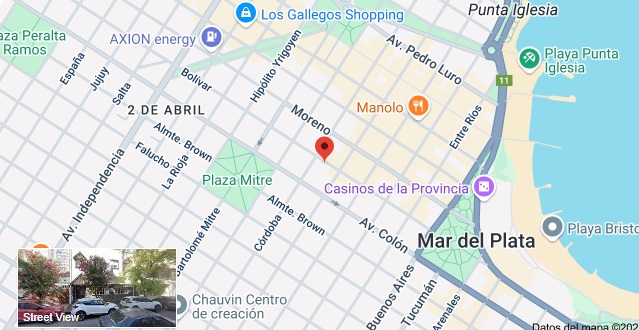 Punta Iglesia
Los Gallegos Shopping
Plaza Peralta
Ramos
AXION energy
Av. Pedro Luro
Playa Punta
Iglesia
España
Jujuy
Salta
Bolívar
Hipólito Yrigoyen
11
2 DE ABRIL
Moreno
Manolo
Entre Ríos
Almte. Brown
Falucho
La Rioja
Av. Independencia
Plaza Mitre
Casinos de la Provincia
Almte. Brown
Av. Colón
Bartolomé Mitre
Córdoba
Mar del Plata
Playa Bristo
Buenos Aires
Tucumán
Arenales
Chauvin Centro
de creación
Street View
Datos del mapa ©202